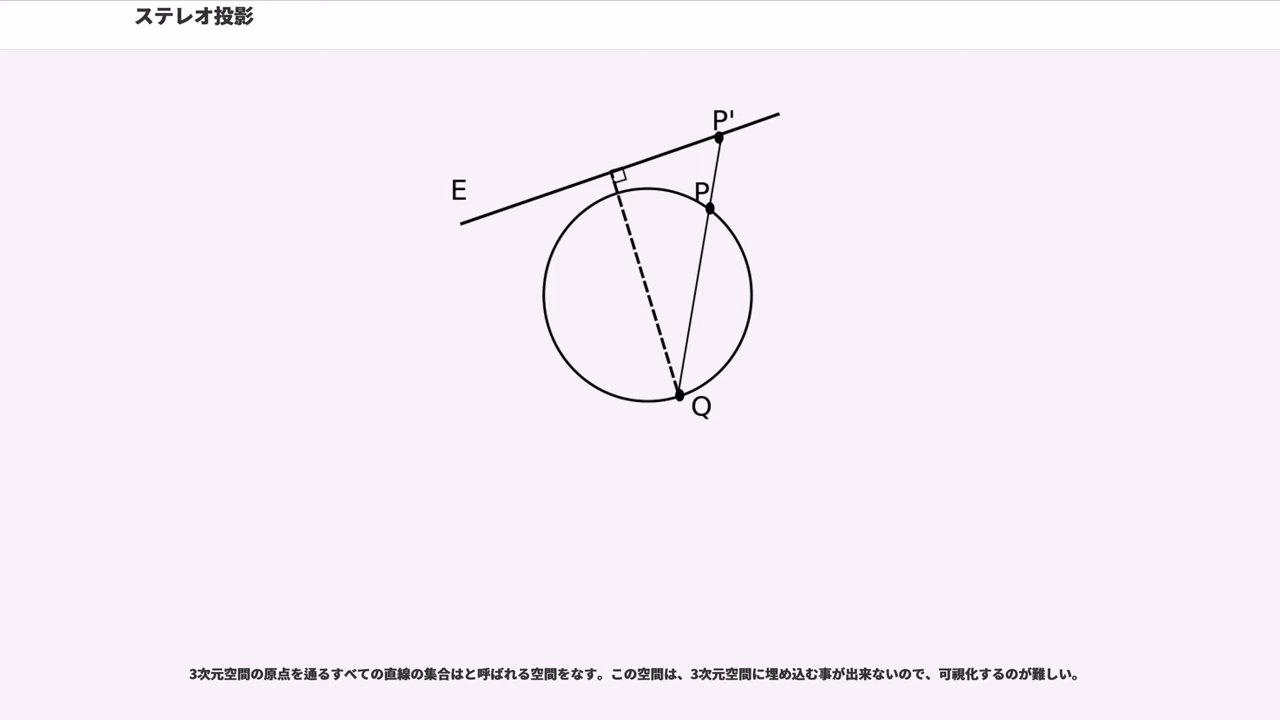 ステレオ投影
P'
E
P
Q
3次元空間の原点を通るすべての直線の集合はと呼ばれる空間をなす。この空間は、3次元空間に埋め込む事が出来ないので、可視化するのが難しい。